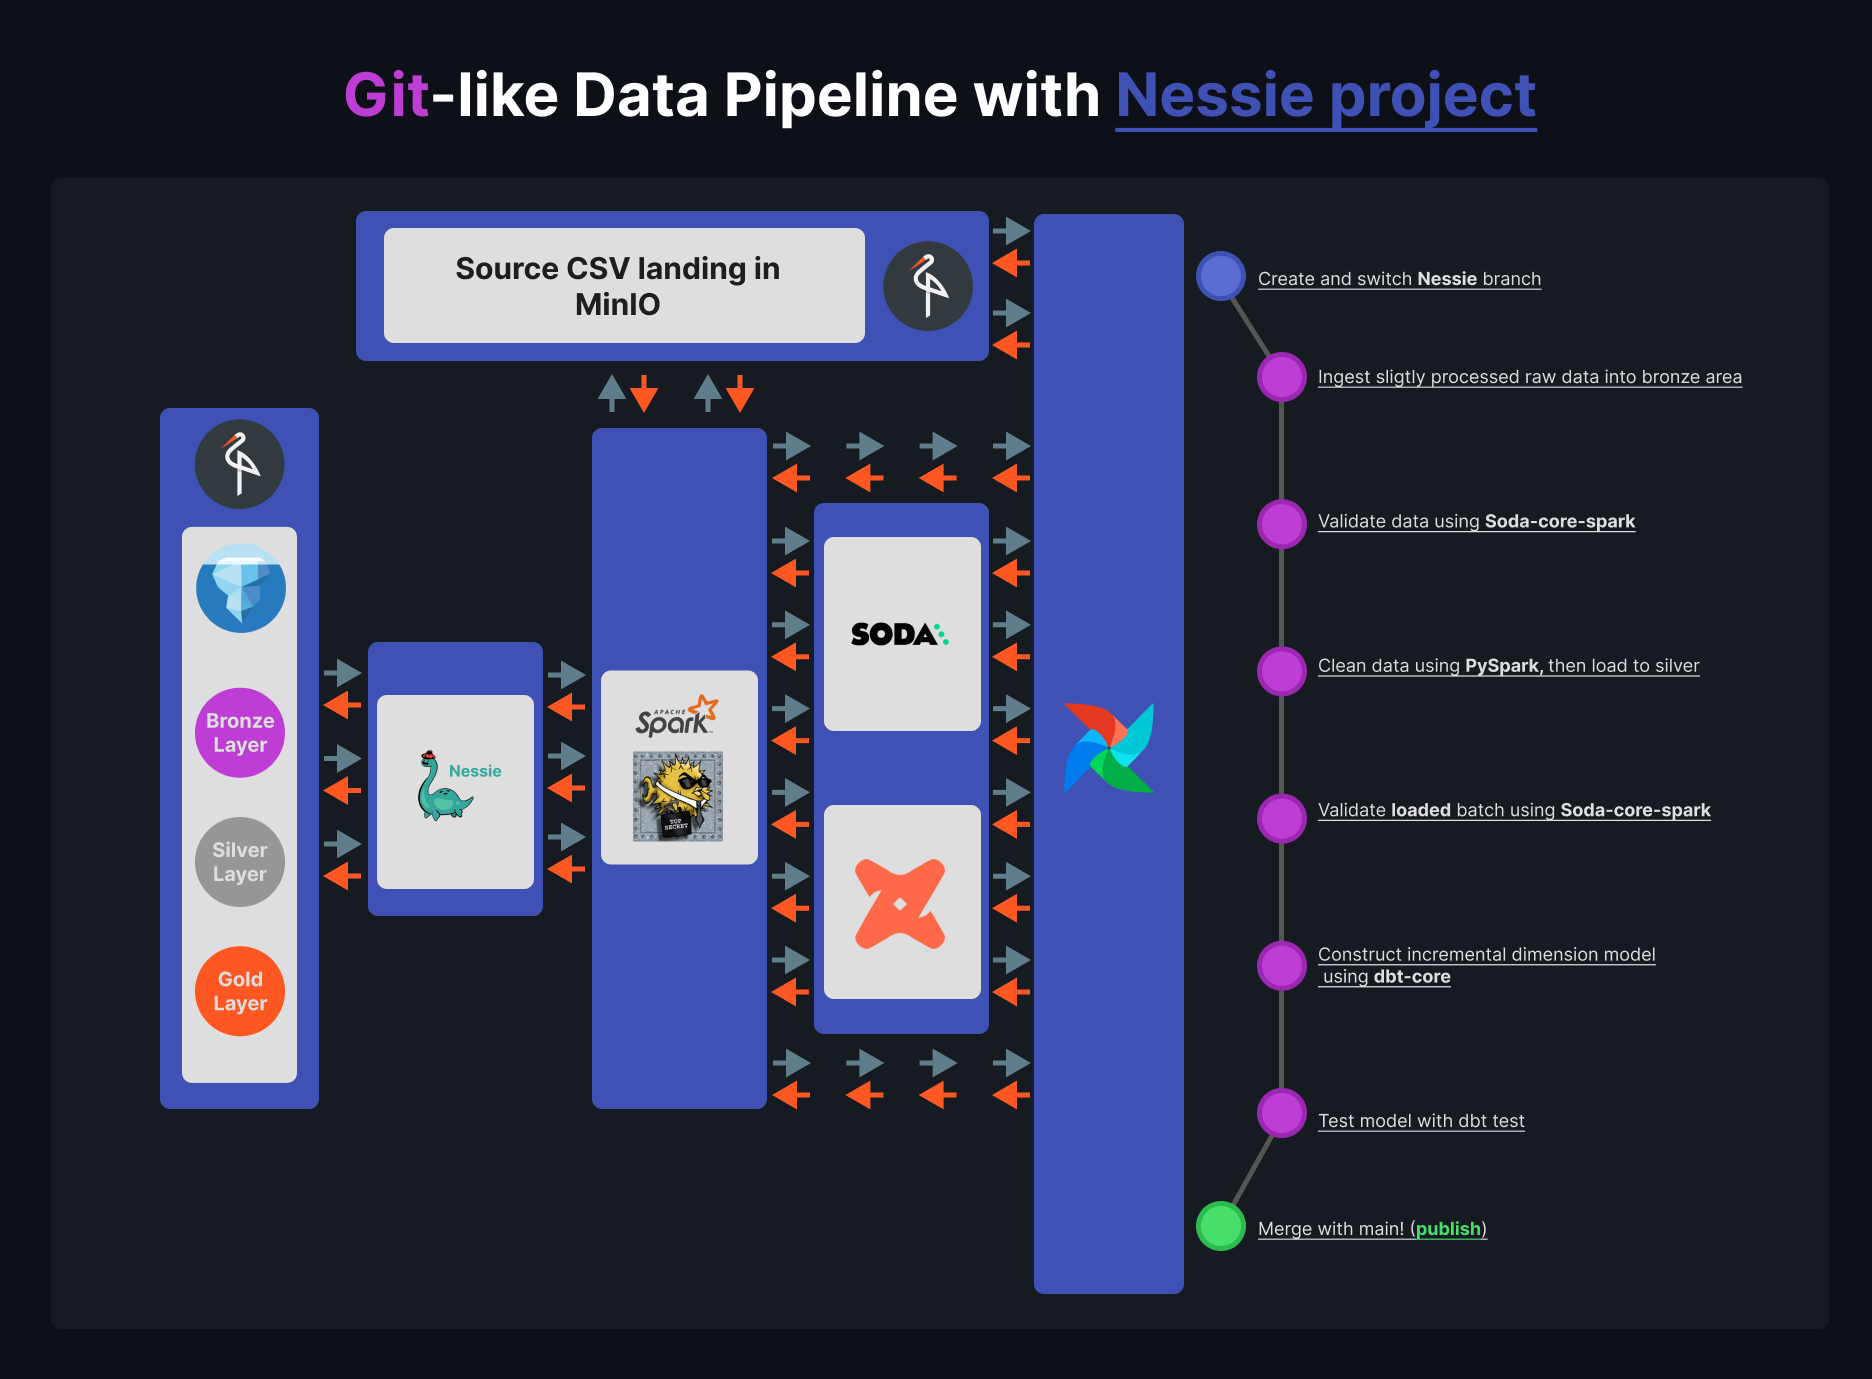 Git-like Data Pipeline with Nessie project
Source CSV landing in
MinIO
Bronze
Layer
Silver
Layer
Gold
Layer
Nessie
APACHE
Spark™
TOP
SECRET
SODA
Create and switch Nessie branch
Ingest sligtly processed raw data into bronze area
Validate data using Soda-core-spark
Clean data using PySpark, then load to silver
Validate loaded batch using Soda-core-spark
Construct incremental dimension model
using dbt-core
Test model with dbt test
Merge with main! (publish)